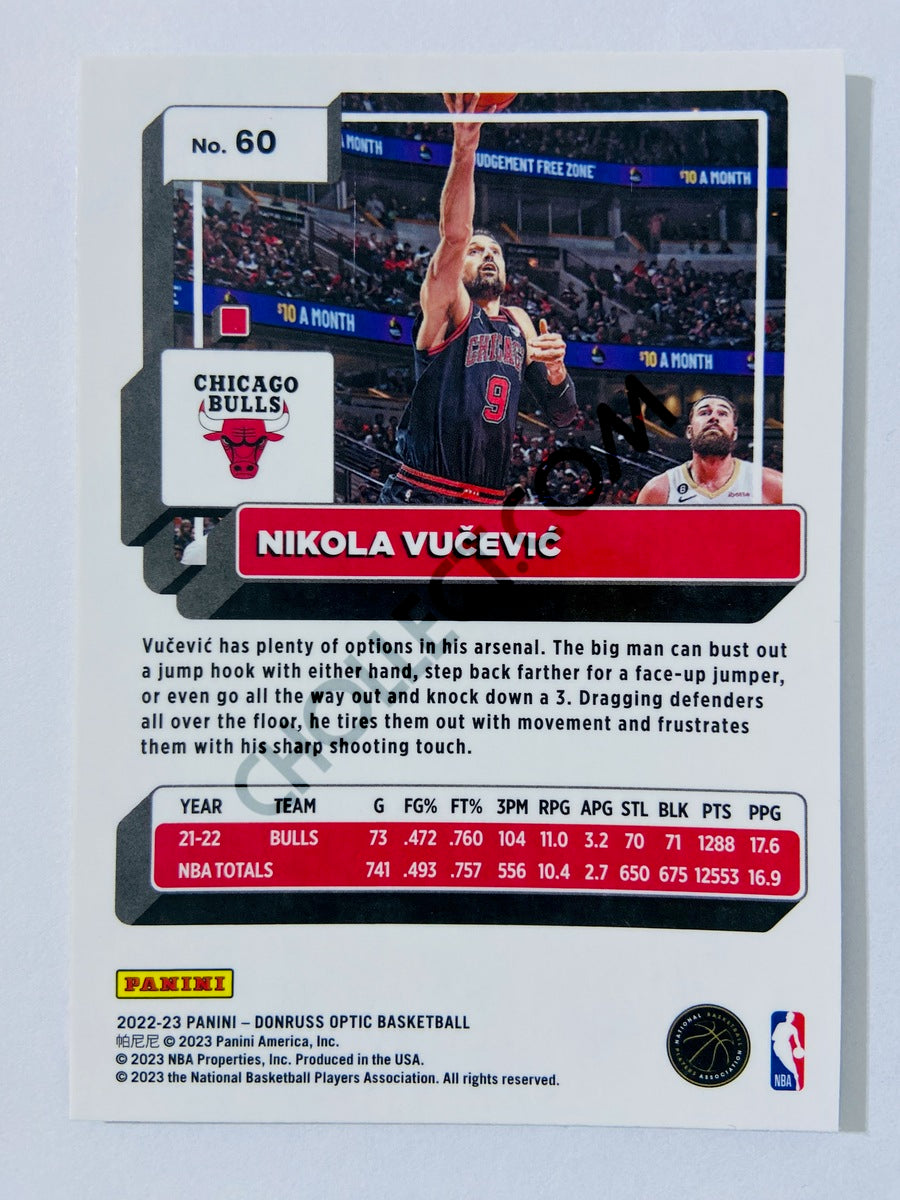 No. 60
A MONTH
JUDGEMENT FREE ZONE
$10 A MONTH
$10 A MONTH
$10 A MONTH
CHICAGO
9
6
CHICAGO
BULLS
NIKOLA VUČEVIĆ
Vučević has plenty of options in his arsenal. The big man can bust out
a jump hook with either hand, step back farther for a face-up jumper,
or even go all the way out and knock down a 3. Dragging defenders
all over the floor, he tires them out with movement and frustrates
them with his sharp shooting touch.
CHOLLECT.COM
YEAR TEAM G FG% FT% 3PM RPG APG STL BLK PTS PPG
21-22 BULLS 73 .472 .760 104 11.0 3.2 70 71 1288 17.6
NBA TOTALS 741 .493 .757 556 10.4 2.7 650 675 12553 16.9
PANINI
2022-23 PANINI – DONRUSS OPTIC BASKETBALL
帕尼尼 © 2023 Panini America, Inc.
© 2023 NBA Properties, Inc. Produced in the USA.
© 2023 the National Basketball Players Association. All rights reserved.
NATIONAL BASKETBALL
PLAYERS ASSOCIATION
NBA